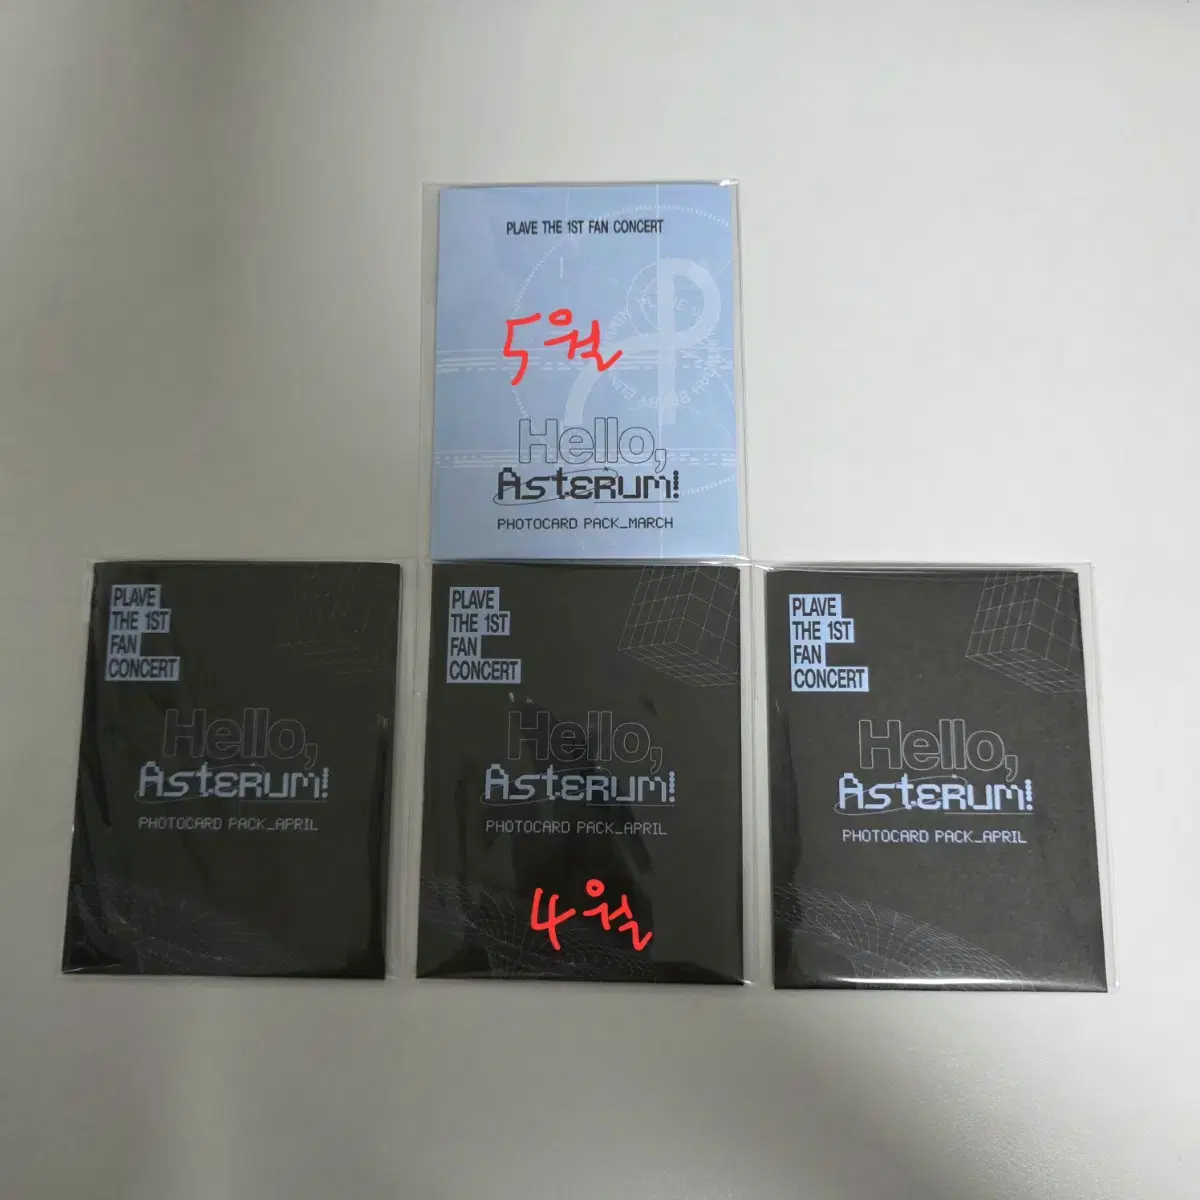 PLAVE THE 1ST FAN CONCERT
5월
Hello,
Asterum!
PHOTOCARD PACK_MARCH
PLAVE
THE 1ST
FAN
CONCERT
Hello,
Asterum!
PHOTOCARD PACK_APRIL
PLAVE
THE 1ST
FAN
CONCERT
Hello,
Asterum!
PHOTOCARD PACK_APRIL
4월
PLAVE
THE 1ST
FAN
CONCERT
Hello,
Asterum!
PHOTOCARD PACK_APRIL